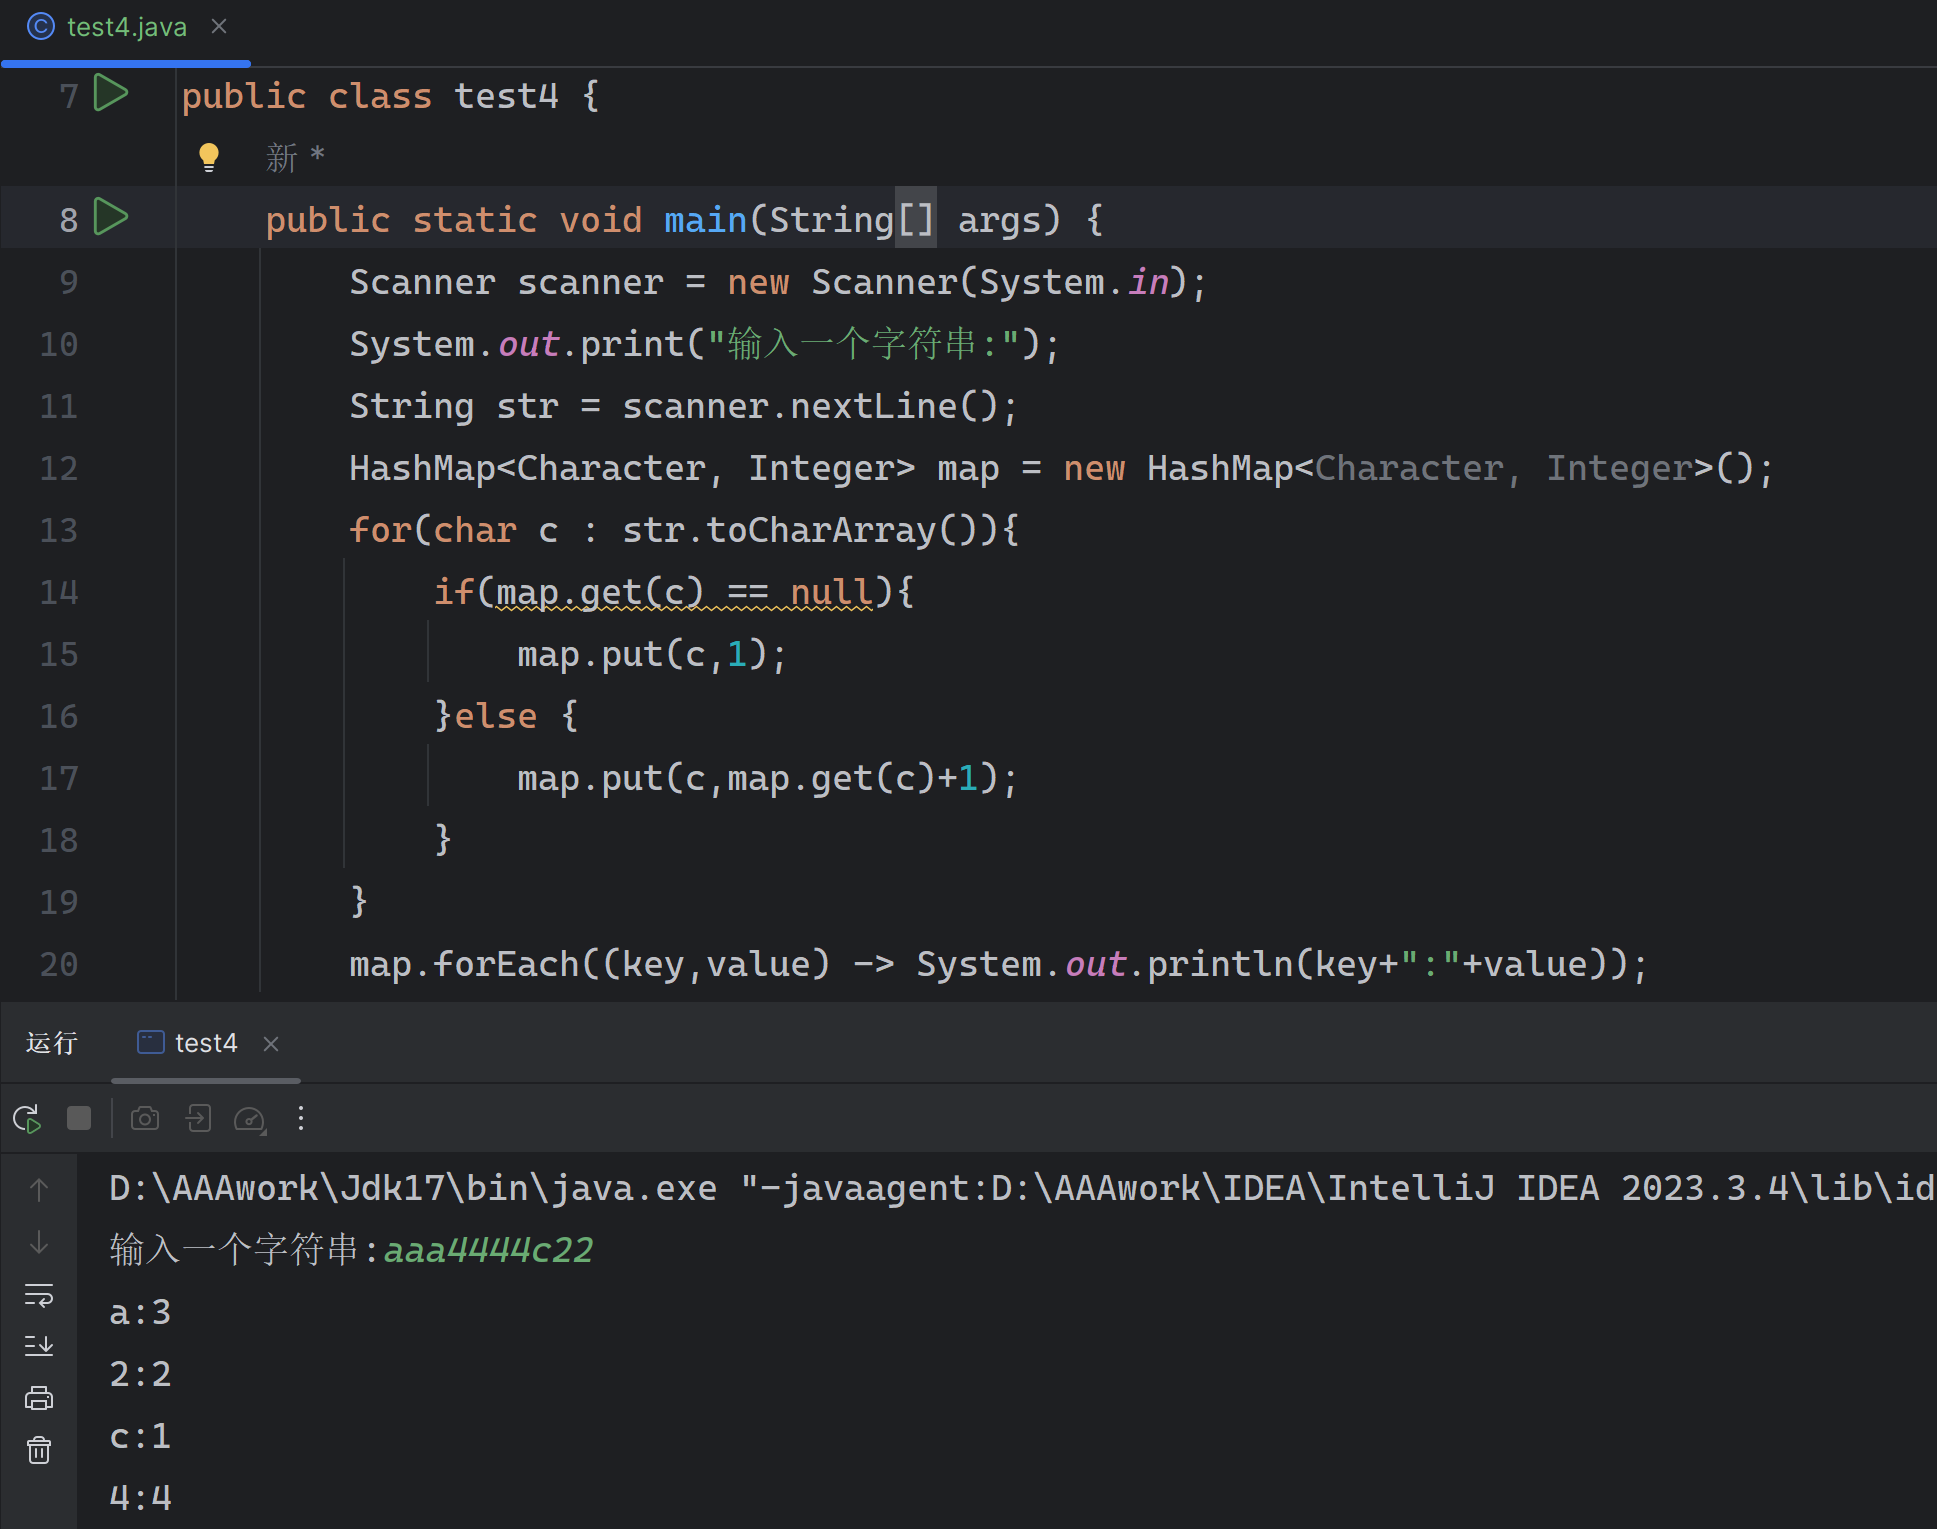 test4.java
7 public class test4 {
新 *
8 public static void main(String[] args) {
9 Scanner scanner = new Scanner(System.in);
10 System.out.print("输入一个字符串:");
11 String str = scanner.nextLine();
12 HashMap<Character, Integer> map = new HashMap<Character, Integer>();
13 for(char c : str.toCharArray()){
14 if(map.get(c) == null){
15 map.put(c,1);
16 }else {
17 map.put(c,map.get(c)+1);
18 }
19 }
20 map.forEach((key,value) -> System.out.println(key+":"+value));
运行 test4
D:\AAAwork\Jdk17\bin\java.exe "-javaagent:D:\AAAwork\IDEA\IntelliJ IDEA 2023.3.4\lib\id
输入一个字符串:aaa4444c22
a:3
2:2
c:1
4:4